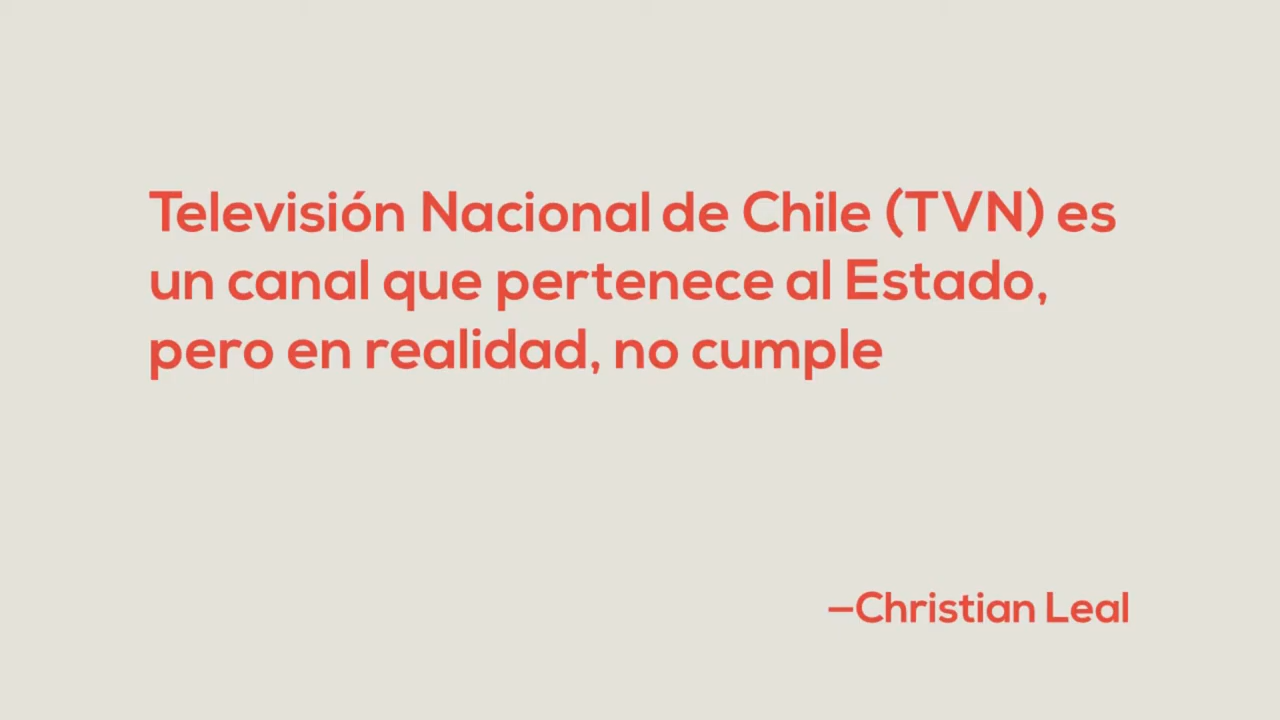 Televisión Nacional de Chile (TVN) es
un canal que pertenece al Estado,
pero en realidad, no cumple
—Christian Leal